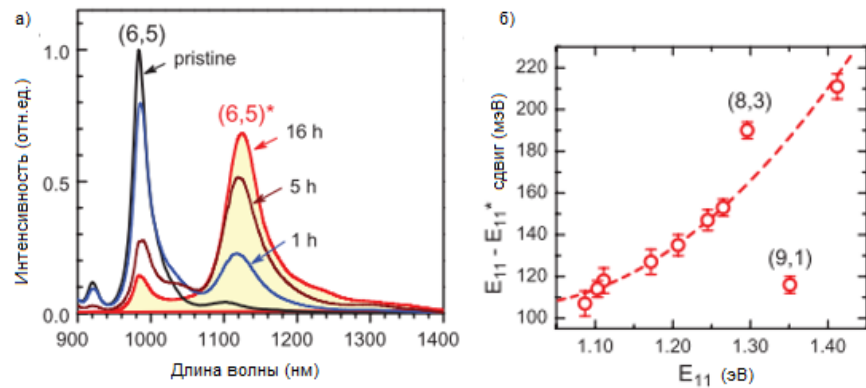 а)
(6,5)
pristine
(6,5)*
16 h
5 h
1 h
1.0
0.5
0.0
Интенсивность (отн.ед.)
900 1000 1100 1200 1300 1400
Длина волны (нм)
б)
(8,3)
(9,1)
220
200
180
160
140
120
100
E₁₁ - E₁₁* сдвиг (мэВ)
1.10 1.20 1.30 1.40
E₁₁ (эВ)